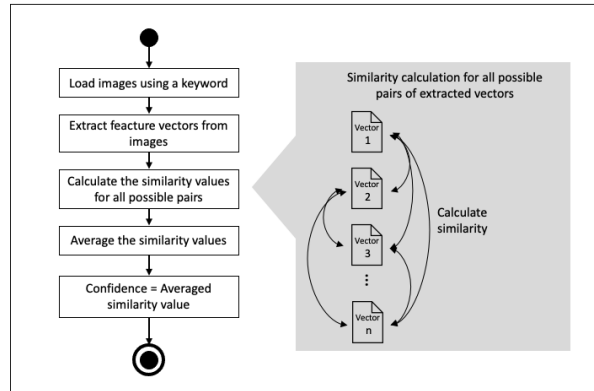 Load images using a keyword
Extract feacture vectors from
images
Calculate the similarity values
for all possible pairs
Average the similarity values
Confidence = Averaged
similarity value
Similarity calculation for all possible
pairs of extracted vectors
Vector
1
Vector
2
Vector
3
⋮
Vector
n
Calculate
similarity